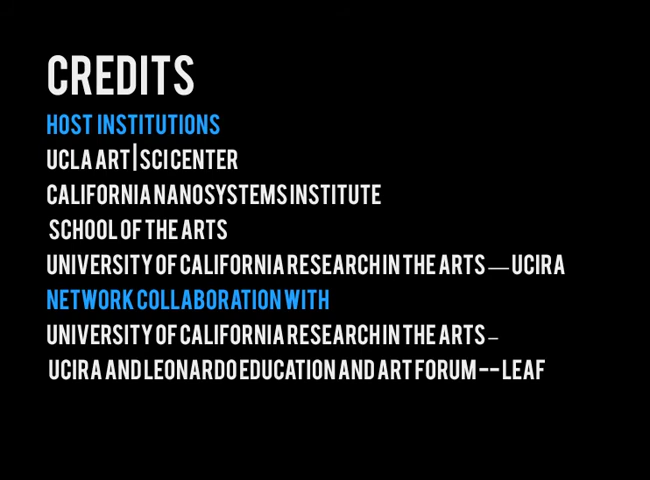 CREDITS
HOST INSTITUTIONS
UCLA ART|SCI CENTER
CALIFORNIA NANOSYSTEMS INSTITUTE
SCHOOL OF THE ARTS
UNIVERSITY OF CALIFORNIA RESEARCH IN THE ARTS — UCIRA
NETWORK COLLABORATION WITH
UNIVERSITY OF CALIFORNIA RESEARCH IN THE ARTS –
UCIRA AND LEONARDO EDUCATION AND ART FORUM -- LEAF